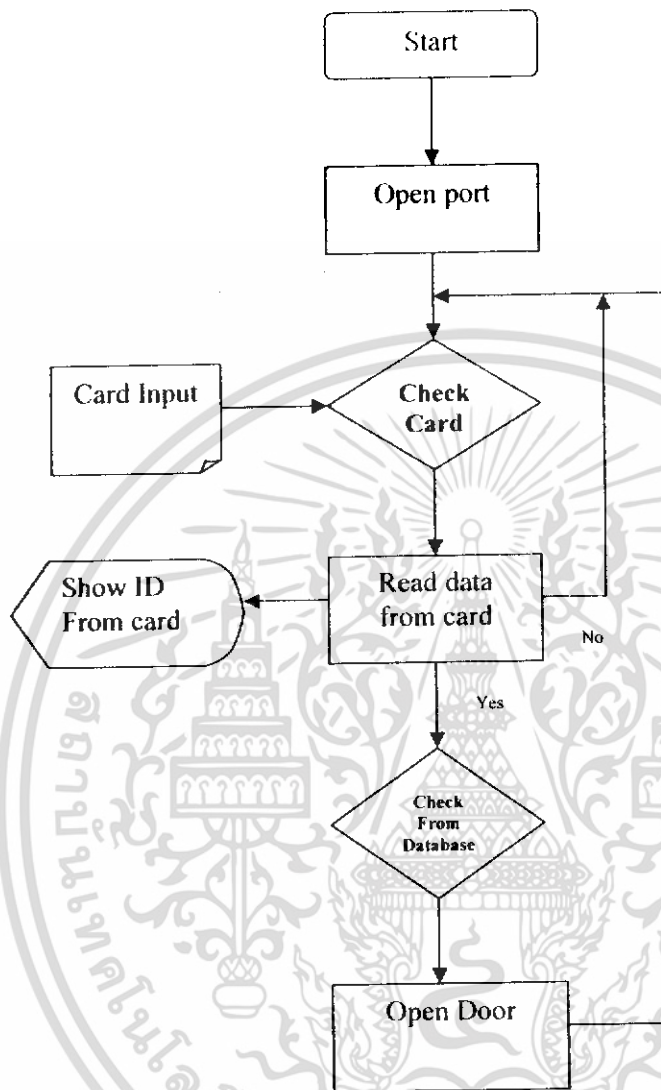 Start
Open port
Card Input
Check
Card
Show ID
From card
Read data
from card
No
Yes
Check
From
Database
Open Door